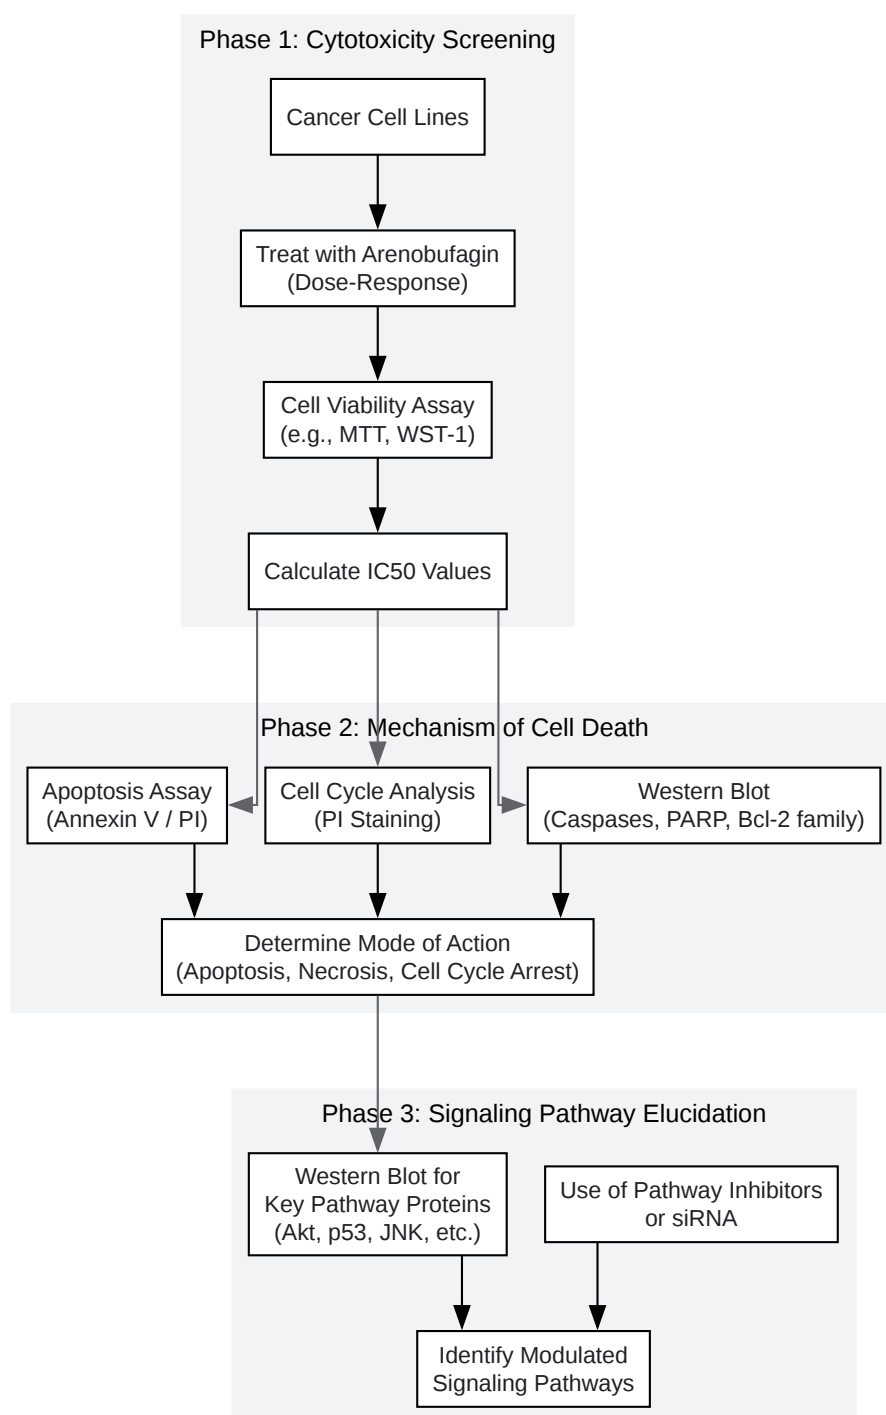 Phase 1: Cytotoxicity Screening
Cancer Cell Lines
Treat with Arenobufagin
(Dose-Response)
Cell Viability Assay
(e.g., MTT, WST-1)
Calculate IC50 Values
Phase 2: Mechanism of Cell Death
Apoptosis Assay
(Annexin V / PI)
Cell Cycle Analysis
(PI Staining)
Western Blot
(Caspases, PARP, Bcl-2 family)
Determine Mode of Action
(Apoptosis, Necrosis, Cell Cycle Arrest)
Phase 3: Signaling Pathway Elucidation
Western Blot for
Key Pathway Proteins
(Akt, p53, JNK, etc.)
Use of Pathway Inhibitors
or siRNA
Identify Modulated
Signaling Pathways